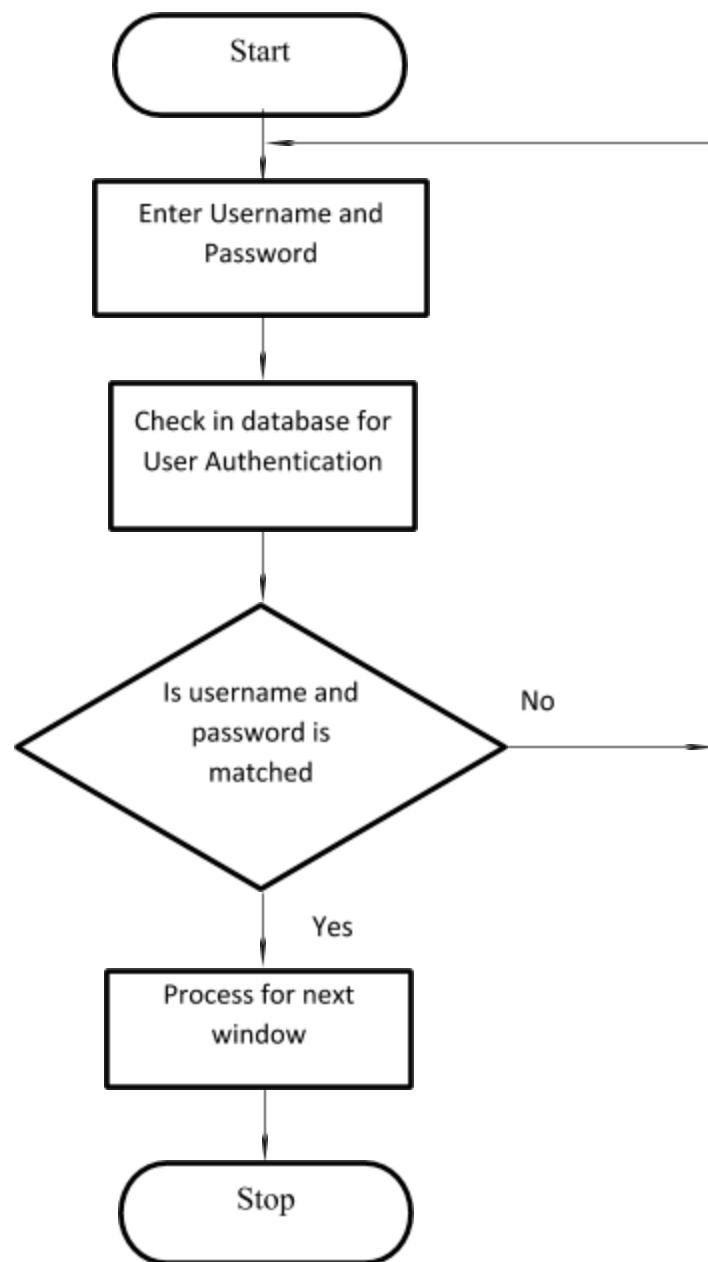 Start
Enter Username and
Password
Check in database for
User Authentication
Is username and
password is
matched
No
Yes
Process for next
window
Stop